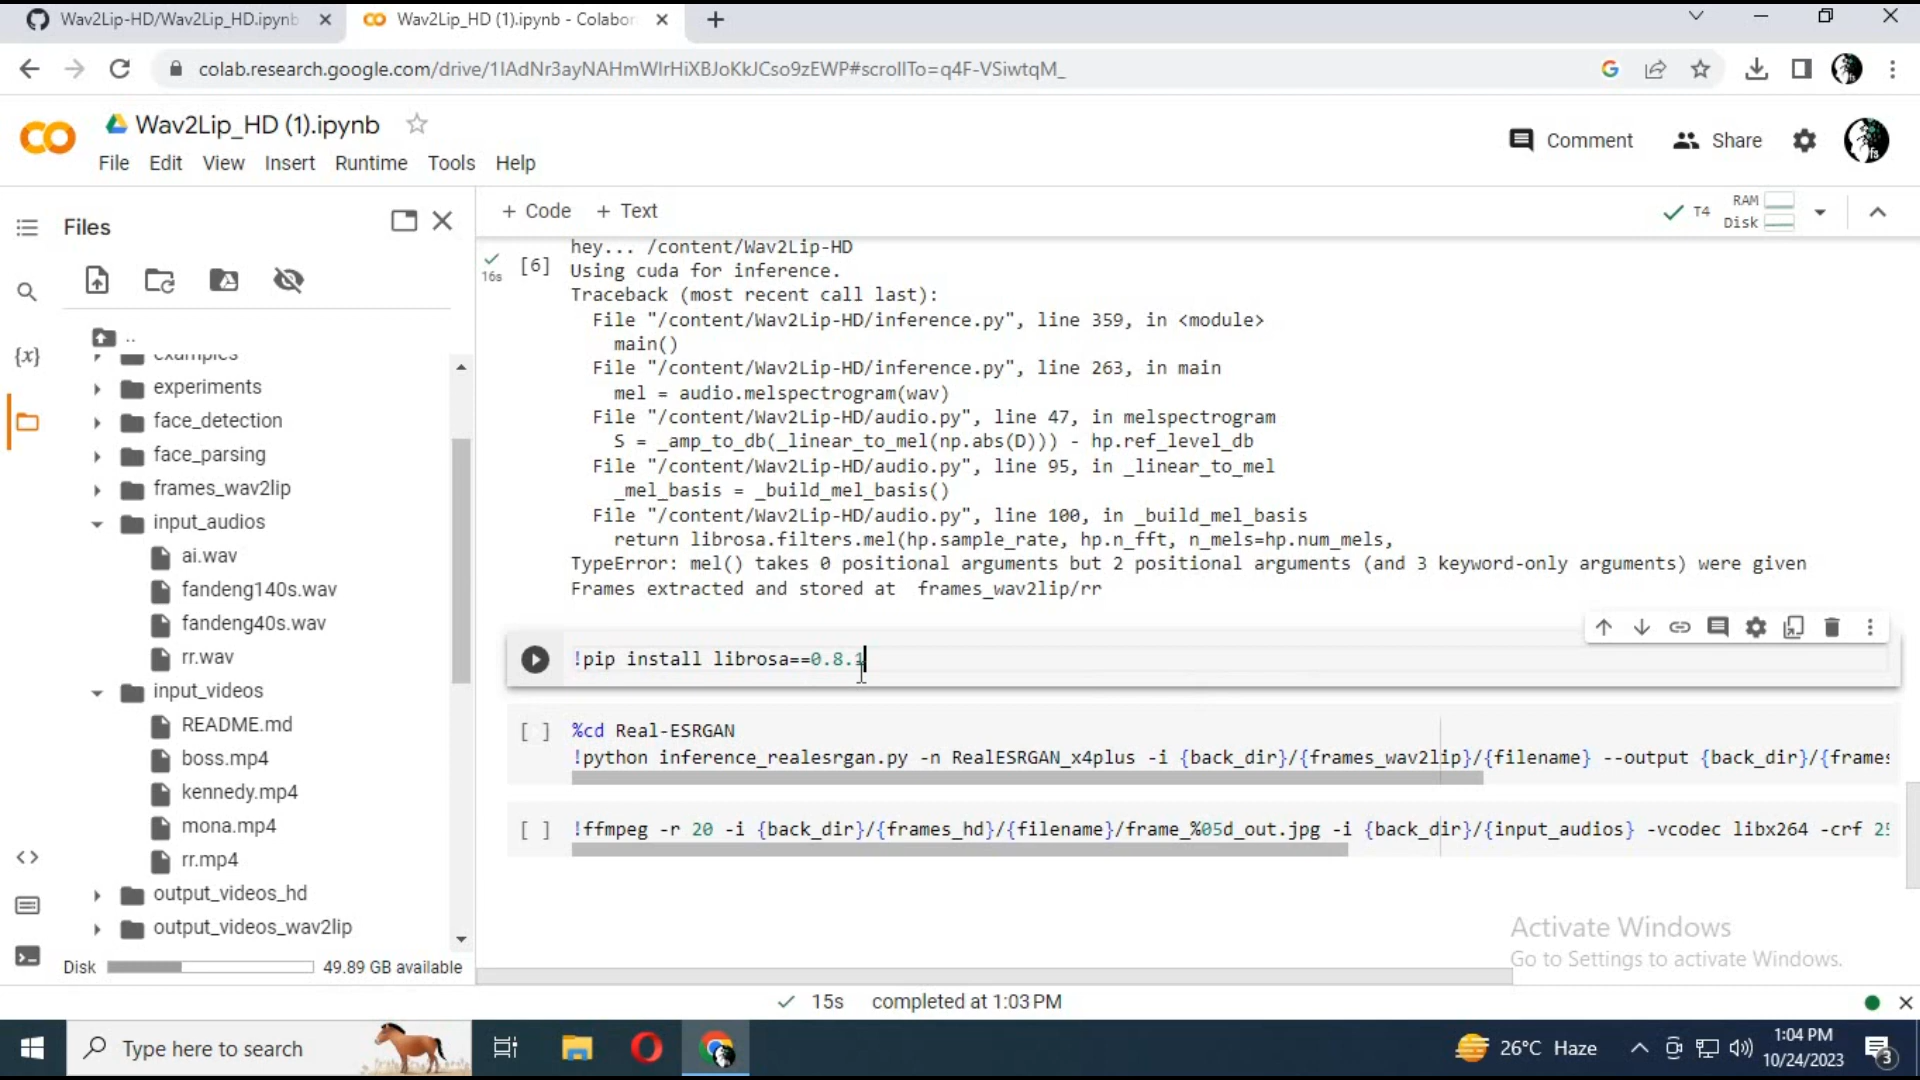 Wav2Lip-HD/Wav2Lip_HD.ipynb
Wav2Lip_HD (1).ipynb - Colabor
colab.research.google.com/drive/1IAdNr3ayNAHmWIrHiXBJoKkJCso9zEWP#scrollTo=q4F-VSiwtqM_
Wav2Lip_HD (1).ipynb
File Edit View Insert Runtime Tools Help
Comment
Share
Files
+ Code + Text
T4
RAM
Disk
..
examples
experiments
face_detection
face_parsing
frames_wav2lip
input_audios
ai.wav
fandeng140s.wav
fandeng40s.wav
rr.wav
input_videos
README.md
boss.mp4
kennedy.mp4
mona.mp4
rr.mp4
output_videos_hd
output_videos_wav2lip
Disk 49.89 GB available
{x}
16s
[6]
hey... /content/Wav2Lip-HD
Using cuda for inference.
Traceback (most recent call last):
File "/content/Wav2Lip-HD/inference.py", line 359, in <module>
main()
File "/content/Wav2Lip-HD/inference.py", line 263, in main
mel = audio.melspectrogram(wav)
File "/content/Wav2Lip-HD/audio.py", line 47, in melspectrogram
S = _amp_to_db(_linear_to_mel(np.abs(D))) - hp.ref_level_db
File "/content/Wav2Lip-HD/audio.py", line 95, in _linear_to_mel
_mel_basis = _build_mel_basis()
File "/content/Wav2Lip-HD/audio.py", line 100, in _build_mel_basis
return librosa.filters.mel(hp.sample_rate, hp.n_fft, n_mels=hp.num_mels,
TypeError: mel() takes 0 positional arguments but 2 positional arguments (and 3 keyword-only arguments) were given
Frames extracted and stored at frames_wav2lip/rr
!pip install librosa==0.8.1
[ ] %cd Real-ESRGAN
!python inference_realesrgan.py -n RealESRGAN_x4plus -i {back_dir}/{frames_wav2lip}/{filename} --output {back_dir}/{frames
[ ] !ffmpeg -r 20 -i {back_dir}/{frames_hd}/{filename}/frame_%05d_out.jpg -i {back_dir}/{input_audios} -vcodec libx264 -crf 25
Activate Windows
Go to Settings to activate Windows.
15s completed at 1:03 PM
Type here to search
26°C Haze
1:04 PM
10/24/2023
3